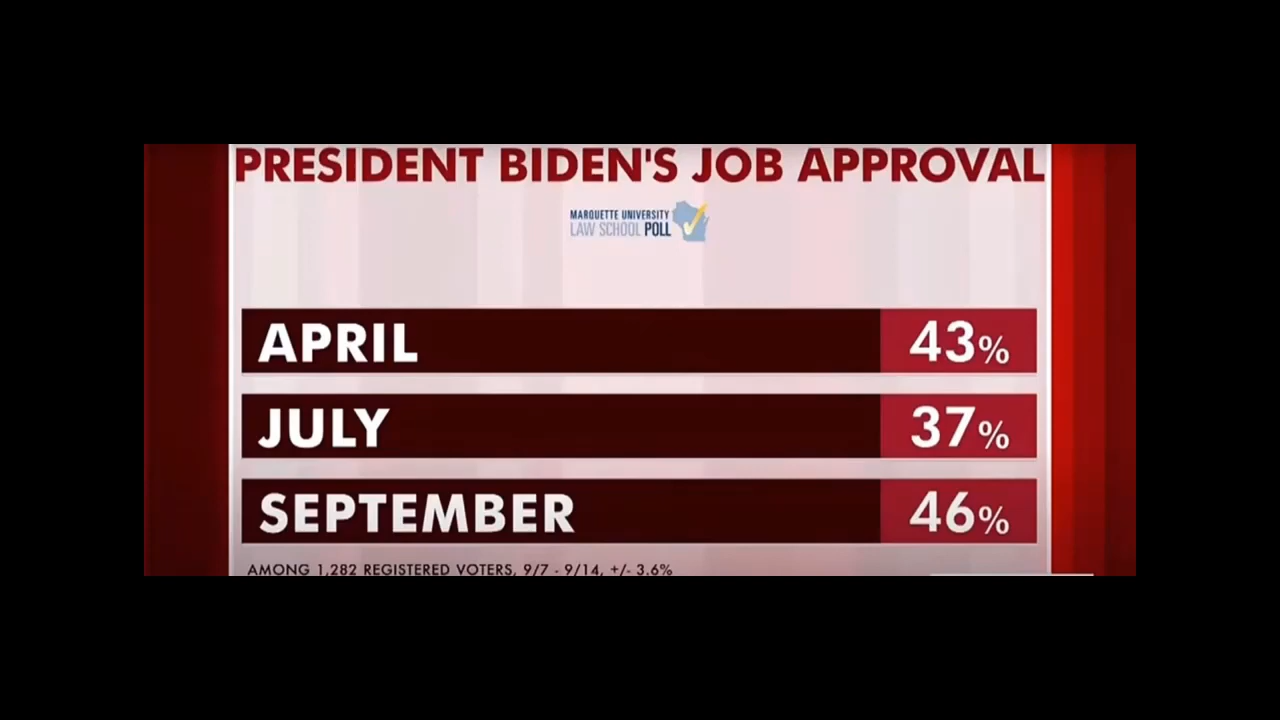 PRESIDENT BIDEN'S JOB APPROVAL
MARQUETTE UNIVERSITY
LAW SCHOOL POLL
APRIL 43%
JULY 37%
SEPTEMBER 46%
AMONG 1,282 REGISTERED VOTERS, 9/7 - 9/14, +/- 3.6%